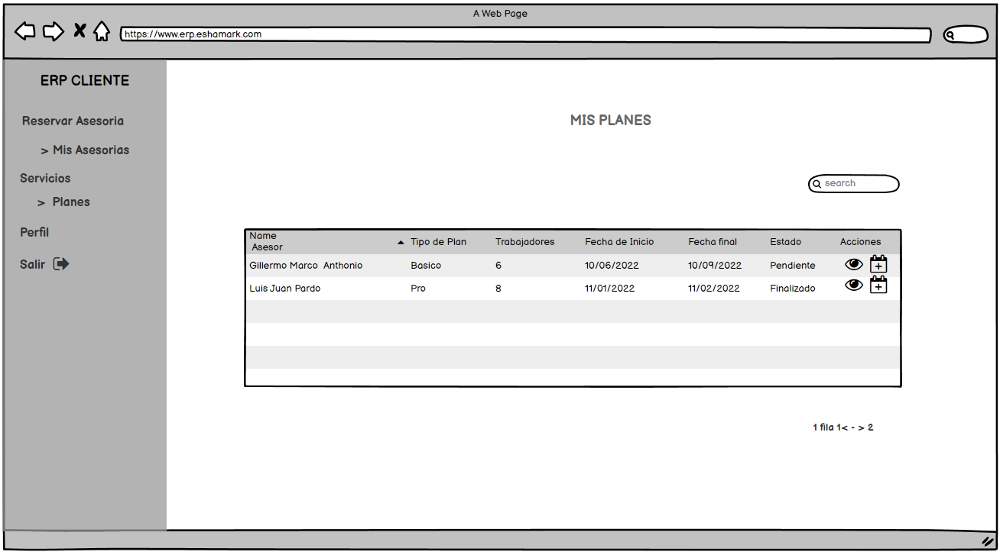 A Web Page
https://www.erp.eshamark.com
ERP CLIENTE
Reservar Asesoria
> Mis Asesorias
Servicios
> Planes
Perfil
Salir
MIS PLANES
search
Name
Asesor
Tipo de Plan Trabajadores Fecha de Inicio Fecha final Estado Acciones
Gillermo Marco Anthonio Basico 6 10/06/2022 10/09/2022 Pendiente
Luis Juan Pardo Pro 8 11/01/2022 11/02/2022 Finalizado
1 fila 1< - > 2